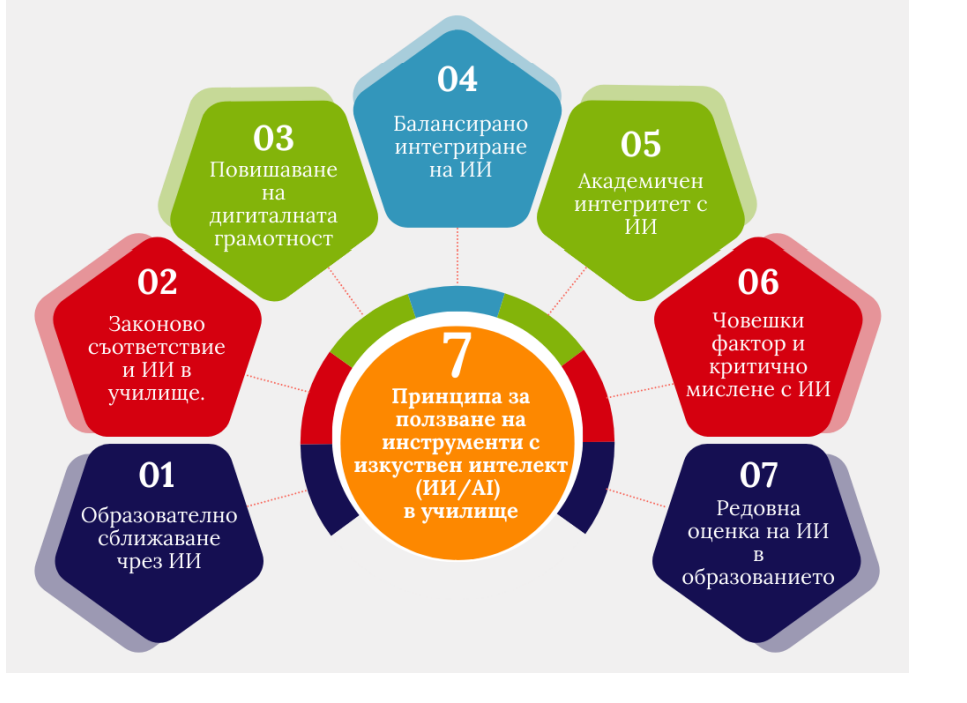 04
Балансирано
интегриране
на ИИ
03
Повишаване
на
дигиталната
грамотност
05
Академичен
интегритет с
ИИ
02
Законово
съответствие
и ИИ в
училище.
06
Човешки
фактор и
критично
мислене с ИИ
7
Принципа за
ползване на
инструменти с
изкуствен интелект
(ИИ/AI)
в училище
01
Образователно
сближаване
чрез ИИ
07
Редовна
оценка на ИИ
в
образованието